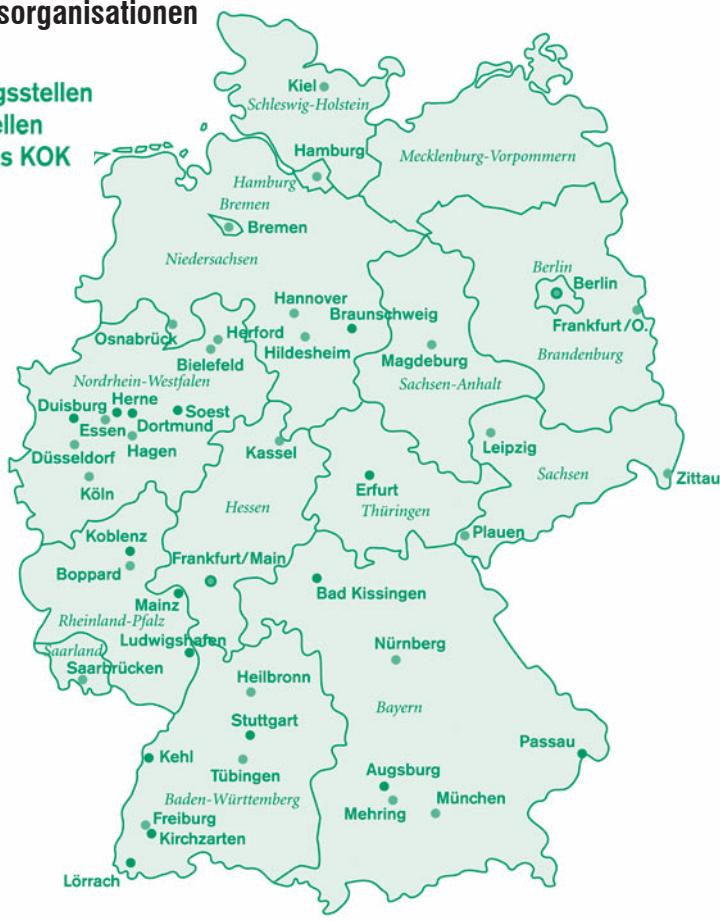 sorganisationen
gsstellen
ellen
s KOK
Kiel
Schleswig-Holstein
Hamburg
Mecklenburg-Vorpommern
Hamburg
Bremen
Bremen
Niedersachsen
Berlin
Berlin
Hannover
Braunschweig
Frankfurt/O.
Osnabrück
Herford
Hildesheim
Bielefeld
Magdeburg
Brandenburg
Nordrhein-Westfalen
Sachsen-Anhalt
Duisburg
Herne
Soest
Essen
Dortmund
Düsseldorf
Hagen
Kassel
Leipzig
Köln
Erfurt
Sachsen
Zittau
Hessen
Thüringen
Koblenz
Plauen
Boppard
Frankfurt/Main
Mainz
Bad Kissingen
Rheinland-Pfalz
Ludwigshafen
Saarland
Saarbrücken
Nürnberg
Heilbronn
Bayern
Stuttgart
Kehl
Passau
Tübingen
Augsburg
Baden-Württemberg
Mehring
München
Freiburg
Kirchzarten
Lörrach